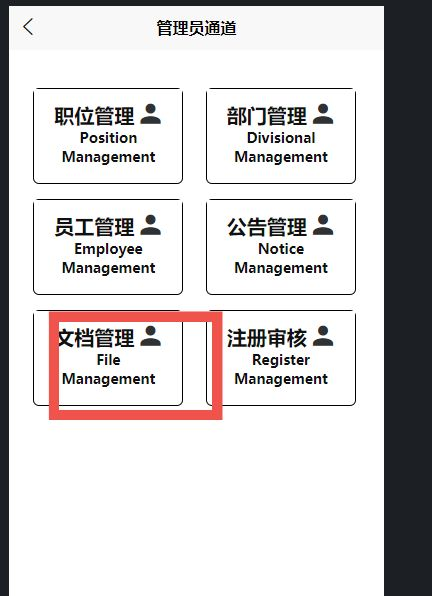 管理员通道
职位管理
Position
Management
部门管理
Divisional
Management
员工管理
Employee
Management
公告管理
Notice
Management
文档管理
File
Management
注册审核
Register
Management